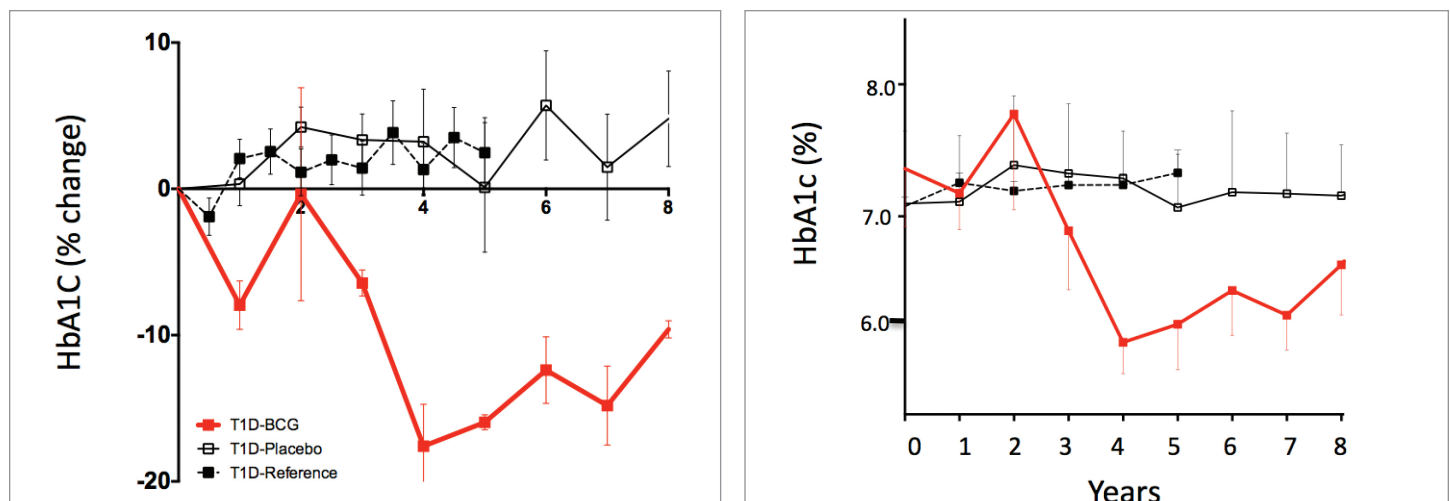 HbA1C (% change)
10
0
-10
-20
2
4
6
8
T1D-BCG
T1D-Placebo
T1D-Reference
HbA1c (%)
8.0
7.0
6.0
0 1 2 3 4 5 6 7 8
Years